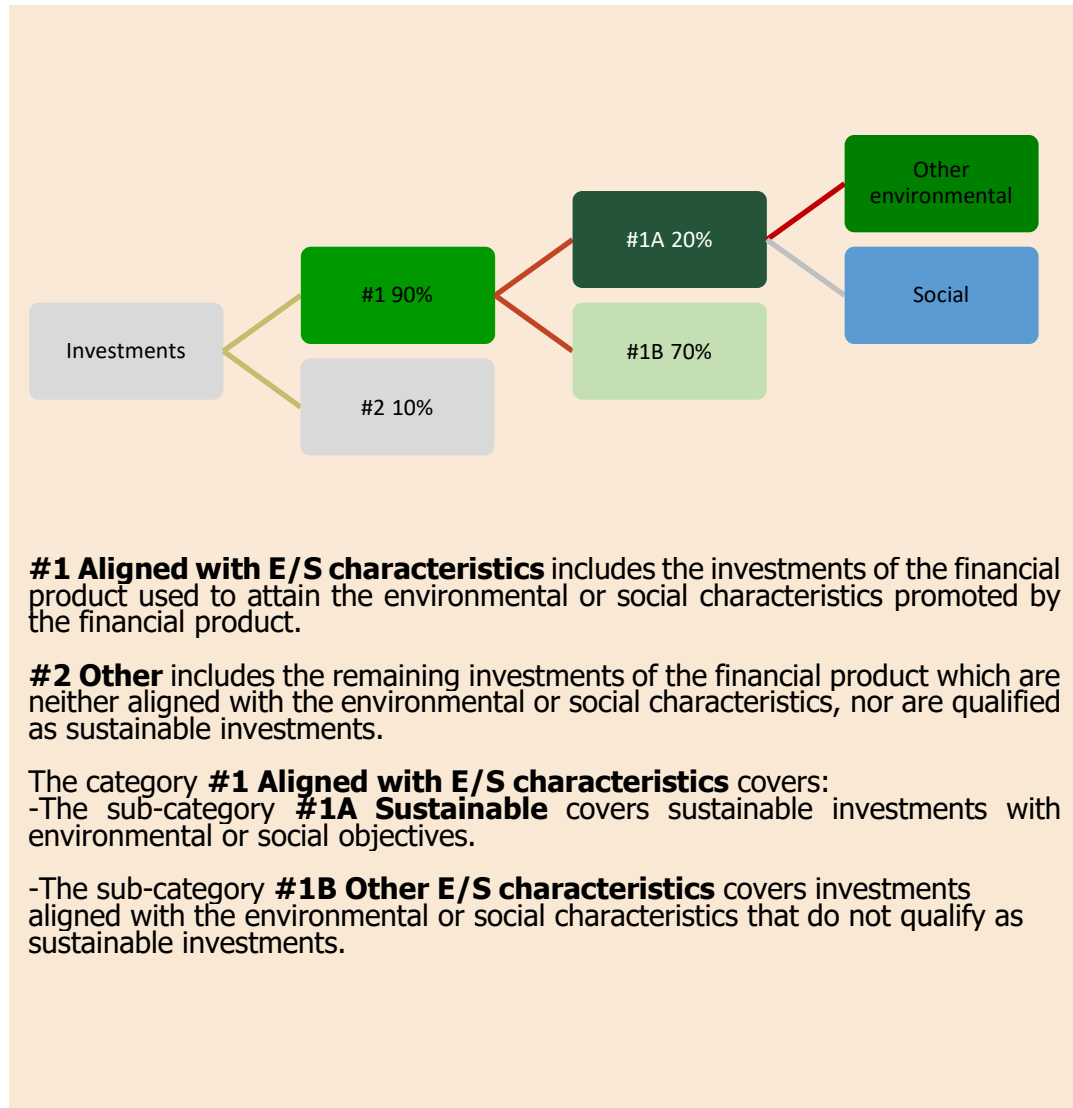 Other
environmental
#1A 20%
#1 90%
Social
Investments
#1B 70%
#2 10%
#1 Aligned with E/S characteristics includes the investments of the financial
product used to attain the environmental or social characteristics promoted by
the financial product.
#2 Other includes the remaining investments of the financial product which are
neither aligned with the environmental or social characteristics, nor are qualified
as sustainable investments.
The category #1 Aligned with E/S characteristics covers:
-The sub-category #1A Sustainable covers sustainable investments with
environmental or social objectives.
-The sub-category #1B Other E/S characteristics covers investments
aligned with the environmental or social characteristics that do not qualify as
sustainable investments.